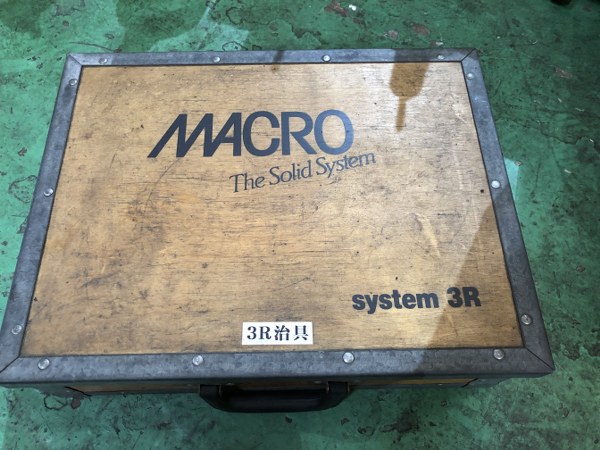 MACRO
The Solid System
system 3R
3R治具